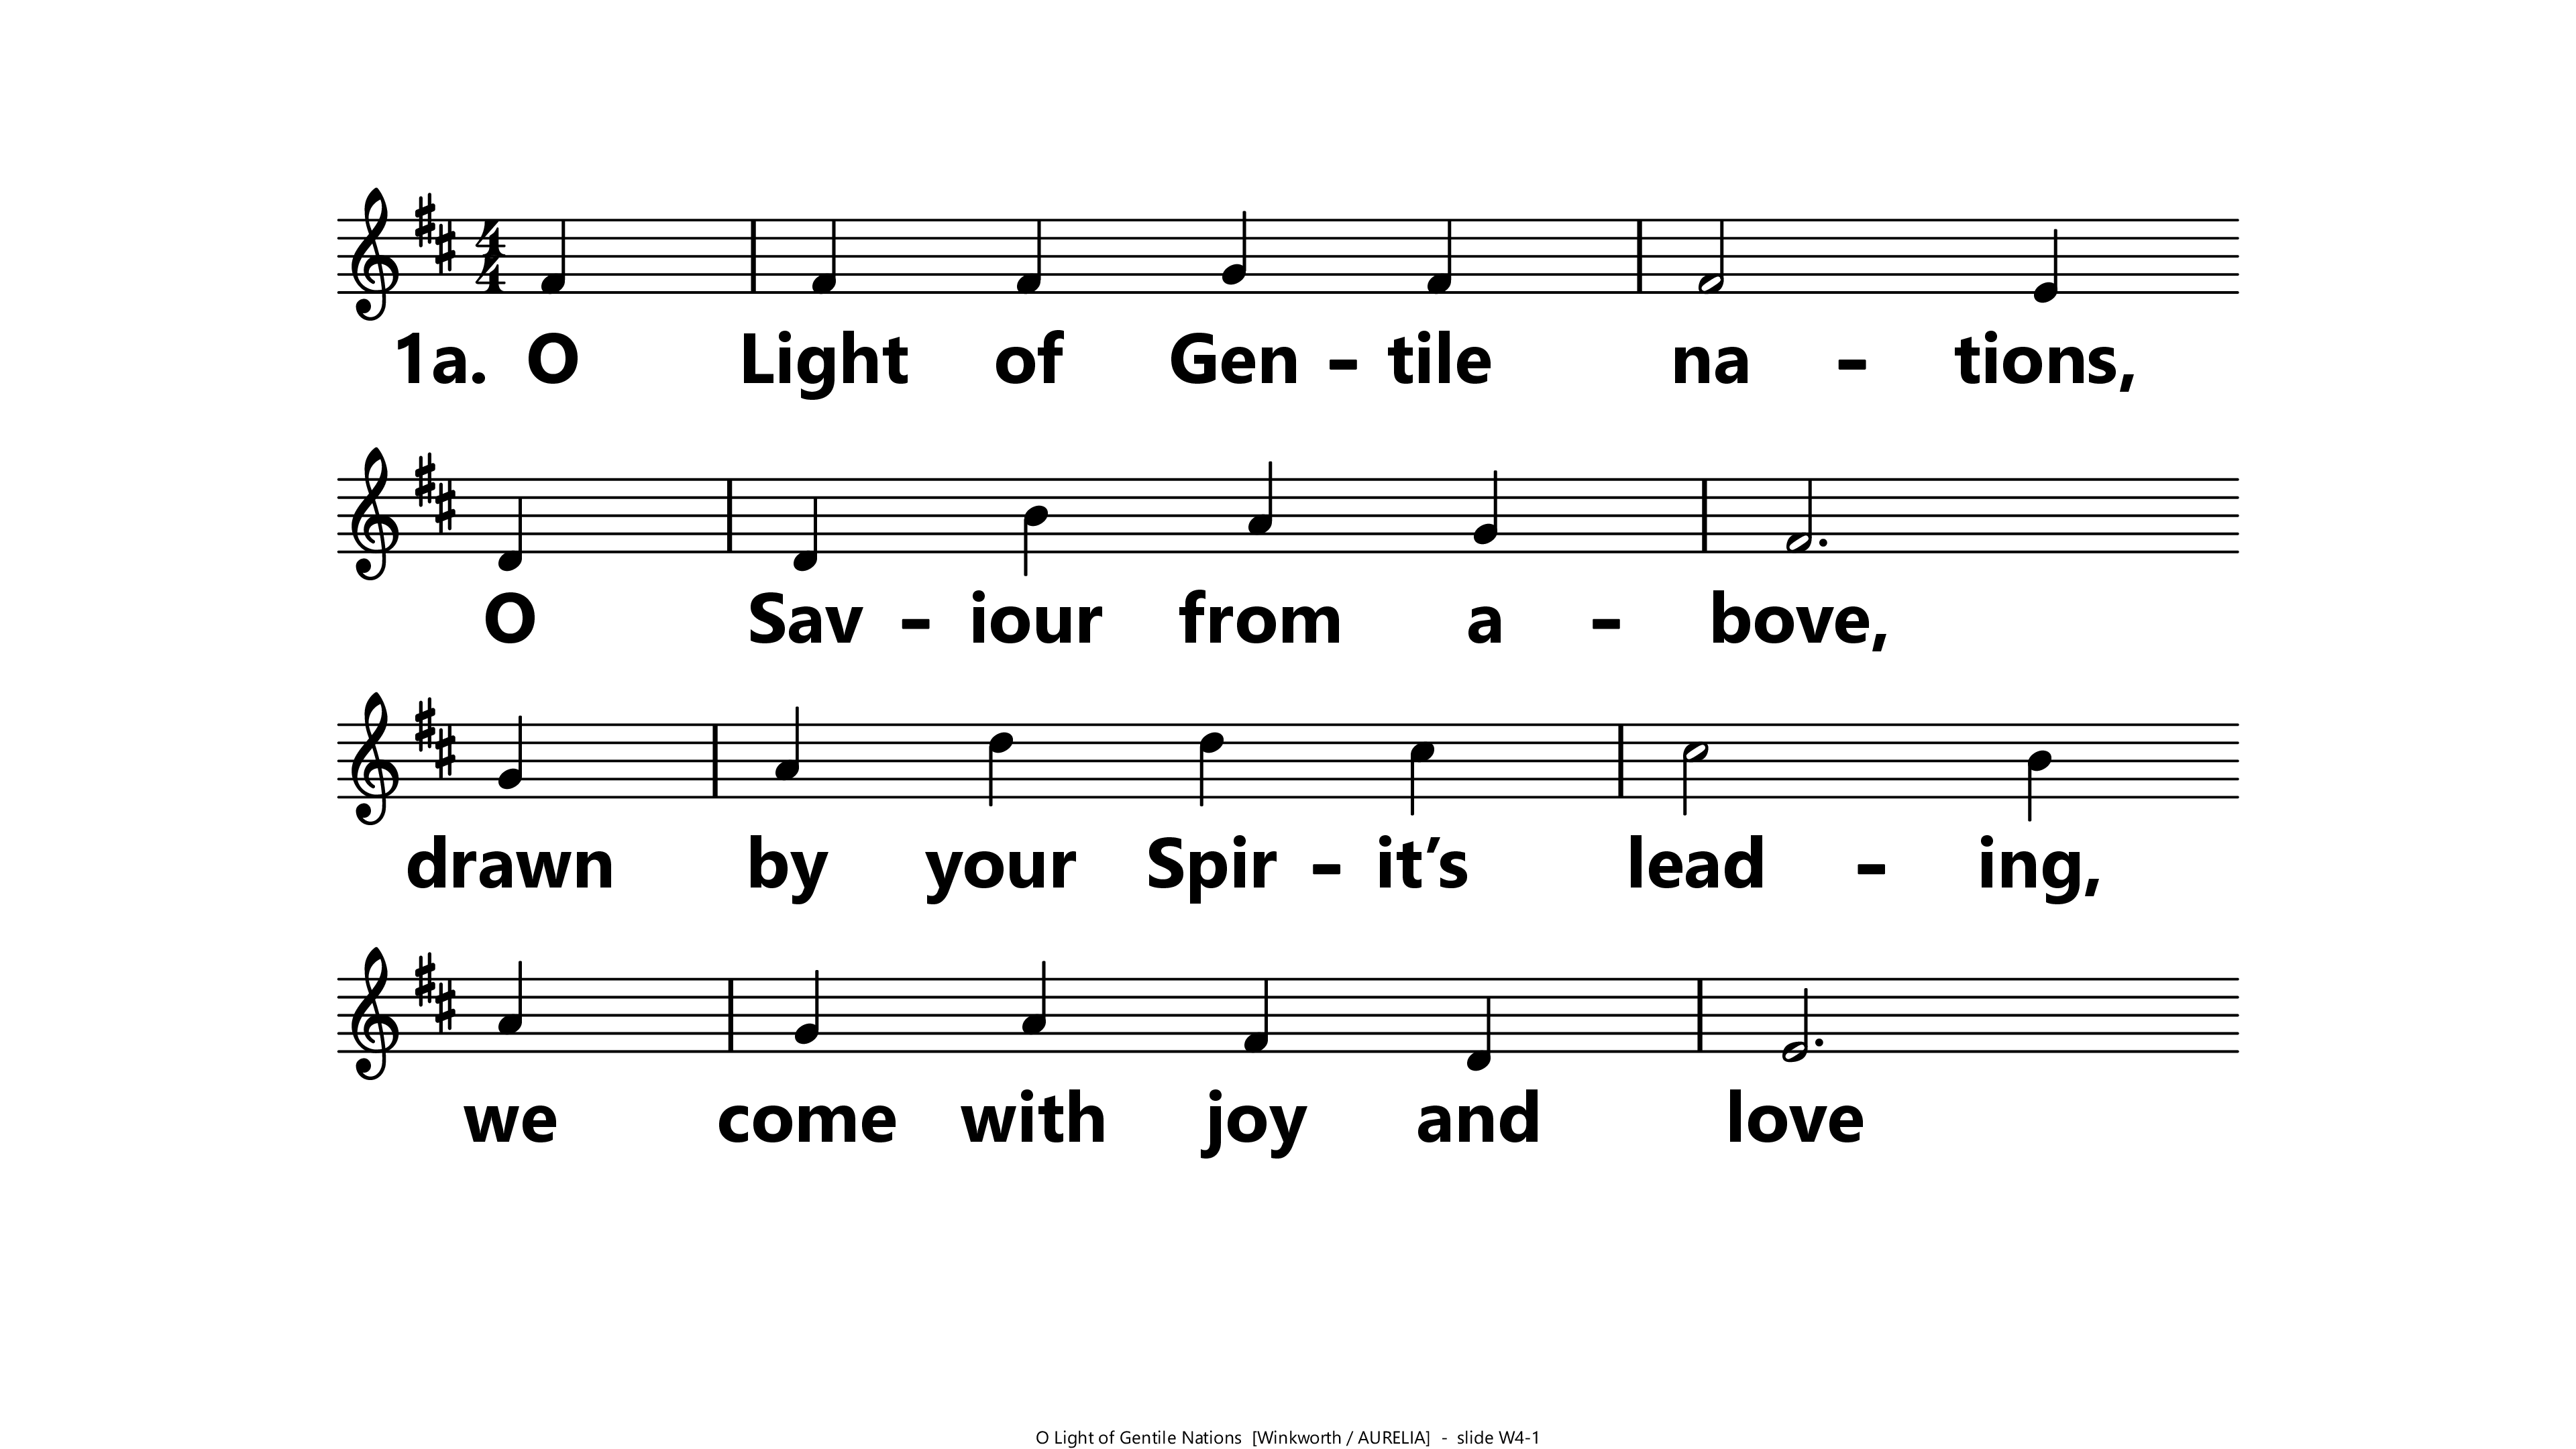 1a. O Light of Gen - tile na - tions,
O Sav - iour from a - bove,
drawn by your Spir - it’s lead - ing,
we come with joy and love
O Light of Gentile Nations [Winkworth / AURELIA] - slide W4-1